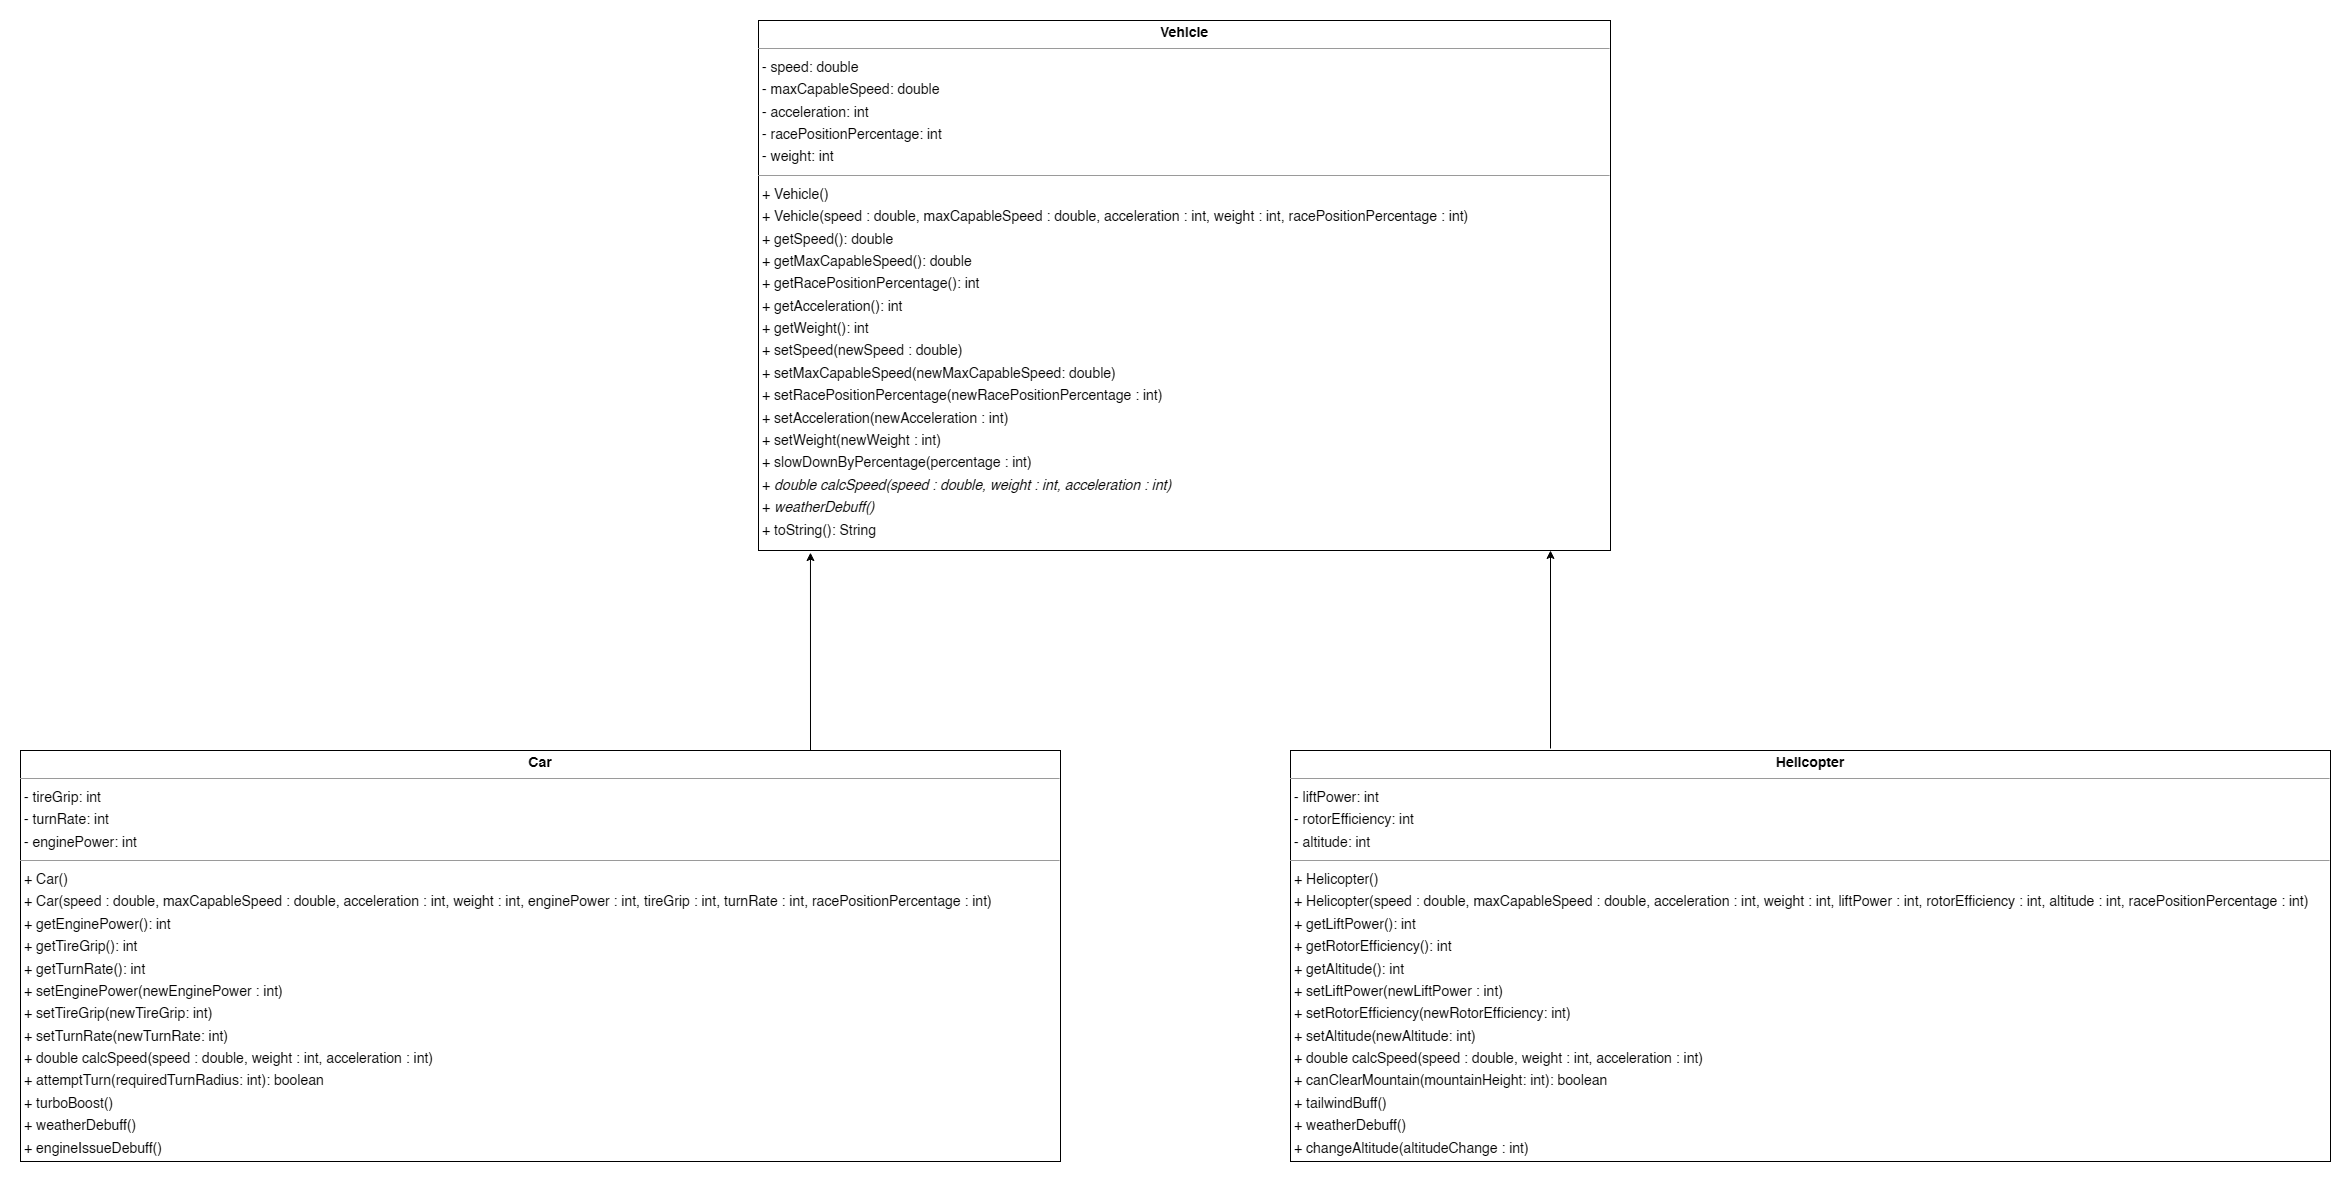 Vehicle
- speed: double
- maxCapableSpeed: double
- acceleration: int
- racePositionPercentage: int
- weight: int
+ Vehicle()
+ Vehicle(speed : double, maxCapableSpeed : double, acceleration : int, weight : int, racePositionPercentage : int)
+ getSpeed(): double
+ getMaxCapableSpeed(): double
+ getRacePositionPercentage(): int
+ getAcceleration(): int
+ getWeight(): int
+ setSpeed(newSpeed : double)
+ setMaxCapableSpeed(newMaxCapableSpeed: double)
+ setRacePositionPercentage(newRacePositionPercentage : int)
+ setAcceleration(newAcceleration : int)
+ setWeight(newWeight : int)
+ slowDownByPercentage(percentage : int)
+ double calcSpeed(speed : double, weight : int, acceleration : int)
+ weatherDebuff()
+ toString(): String
Car
- tireGrip: int
- turnRate: int
- enginePower: int
+ Car()
+ Car(speed : double, maxCapableSpeed : double, acceleration : int, weight : int, enginePower : int, tireGrip : int, turnRate : int, racePositionPercentage : int)
+ getEnginePower(): int
+ getTireGrip(): int
+ getTurnRate(): int
+ setEnginePower(newEnginePower : int)
+ setTireGrip(newTireGrip: int)
+ setTurnRate(newTurnRate: int)
+ double calcSpeed(speed : double, weight : int, acceleration : int)
+ attemptTurn(requiredTurnRadius: int): boolean
+ turboBoost()
+ weatherDebuff()
+ engineIssueDebuff()
Helicopter
- liftPower: int
- rotorEfficiency: int
- altitude: int
+ Helicopter()
+ Helicopter(speed : double, maxCapableSpeed : double, acceleration : int, weight : int, liftPower : int, rotorEfficiency : int, altitude : int, racePositionPercentage : int)
+ getLiftPower(): int
+ getRotorEfficiency(): int
+ getAltitude(): int
+ setLiftPower(newLiftPower : int)
+ setRotorEfficiency(newRotorEfficiency: int)
+ setAltitude(newAltitude: int)
+ double calcSpeed(speed : double, weight : int, acceleration : int)
+ canClearMountain(mountainHeight: int): boolean
+ tailwindBuff()
+ weatherDebuff()
+ changeAltitude(altitudeChange : int)